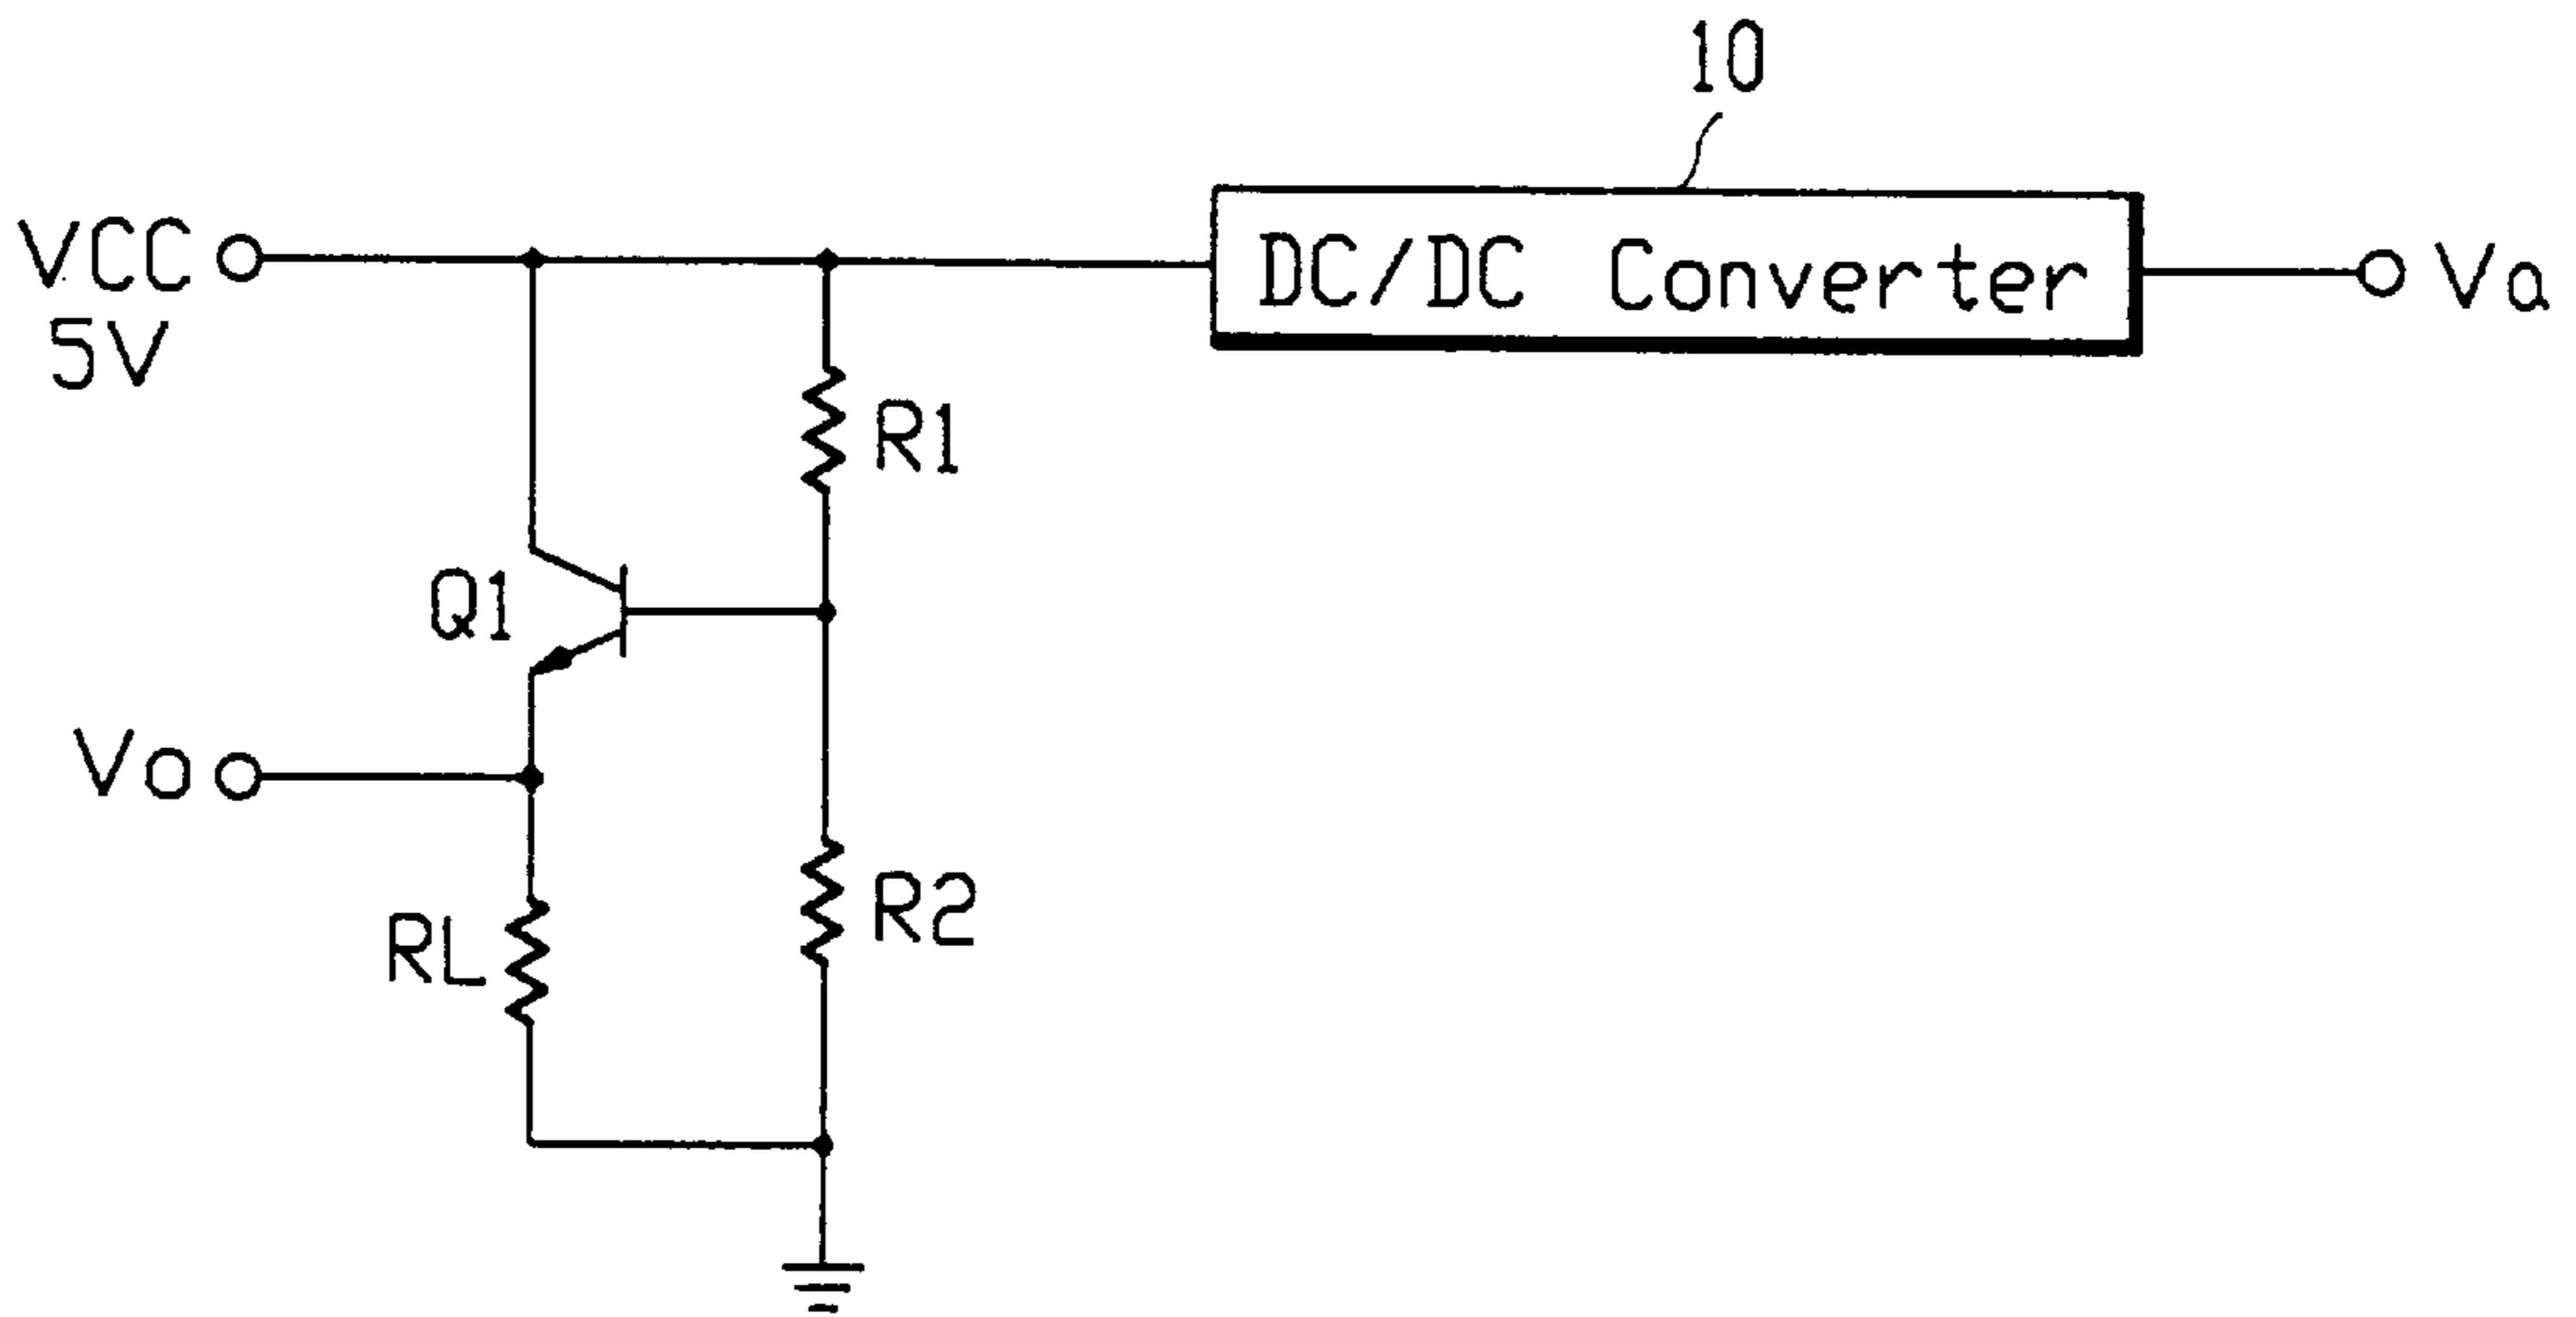 10
VCC
5V
DC/DC Converter
Va
R1
Q1
Vo
RL
R2